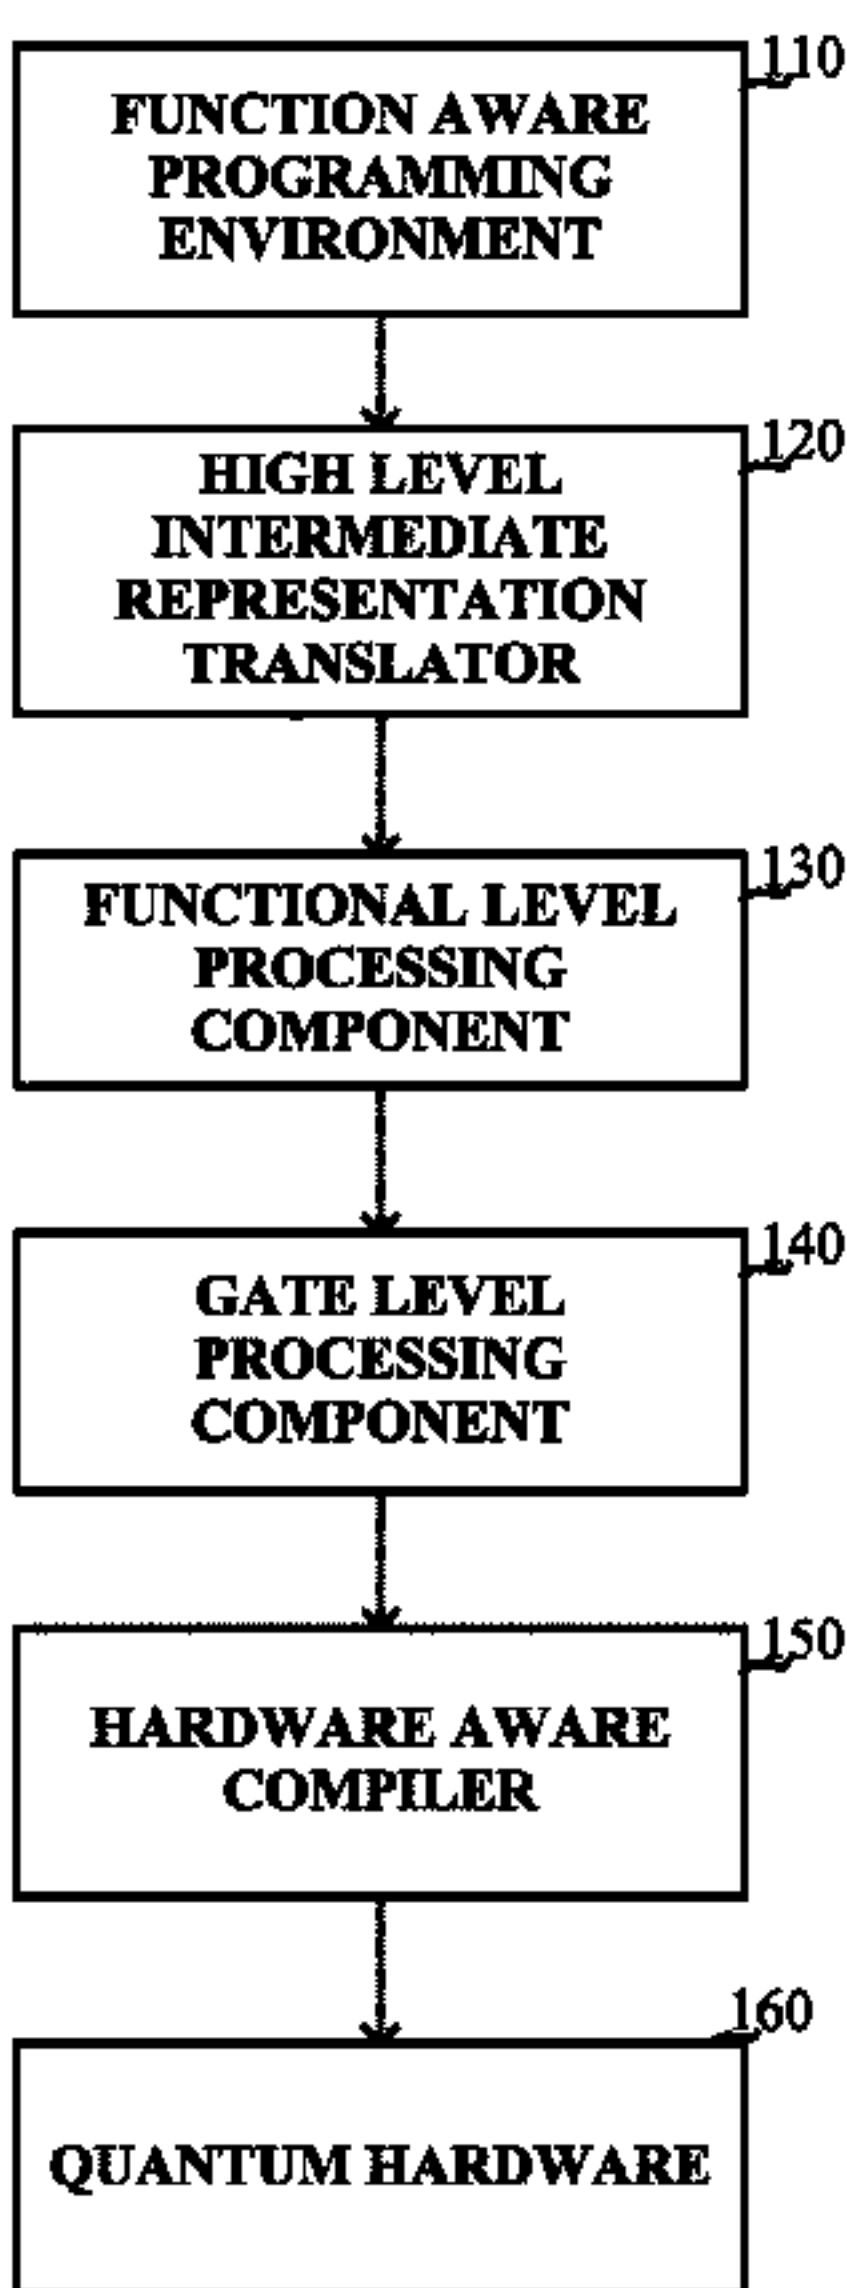 110
FUNCTION AWARE
PROGRAMMING
ENVIRONMENT
120
HIGH LEVEL
INTERMEDIATE
REPRESENTATION
TRANSLATOR
130
FUNCTIONAL LEVEL
PROCESSING
COMPONENT
140
GATE LEVEL
PROCESSING
COMPONENT
150
HARDWARE AWARE
COMPILER
160
QUANTUM HARDWARE